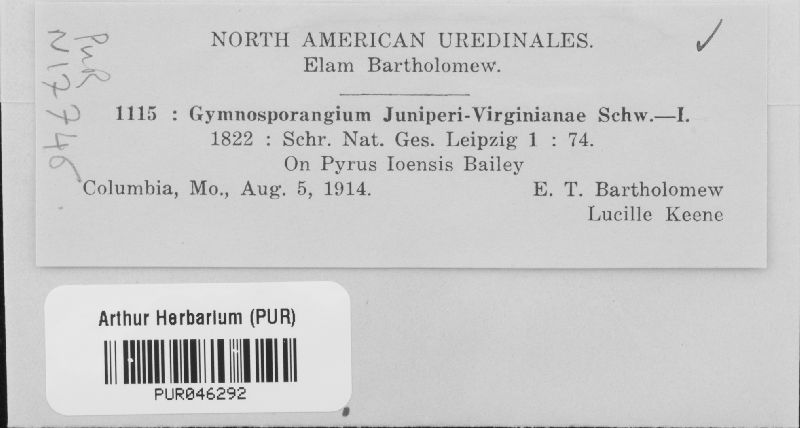 NORTH AMERICAN UREDINALES.
Elam Bartholomew.
1115 : Gymnosporangium Juniperi-Virginianae Schw.—I.
1822 : Schr. Nat. Ges. Leipzig 1 : 74.
On Pyrus Ioensis Bailey
Columbia, Mo., Aug. 5, 1914. E. T. Bartholomew
Lucille Keene
PuR
N17746
Arthur Herbarium (PUR)
PUR046292